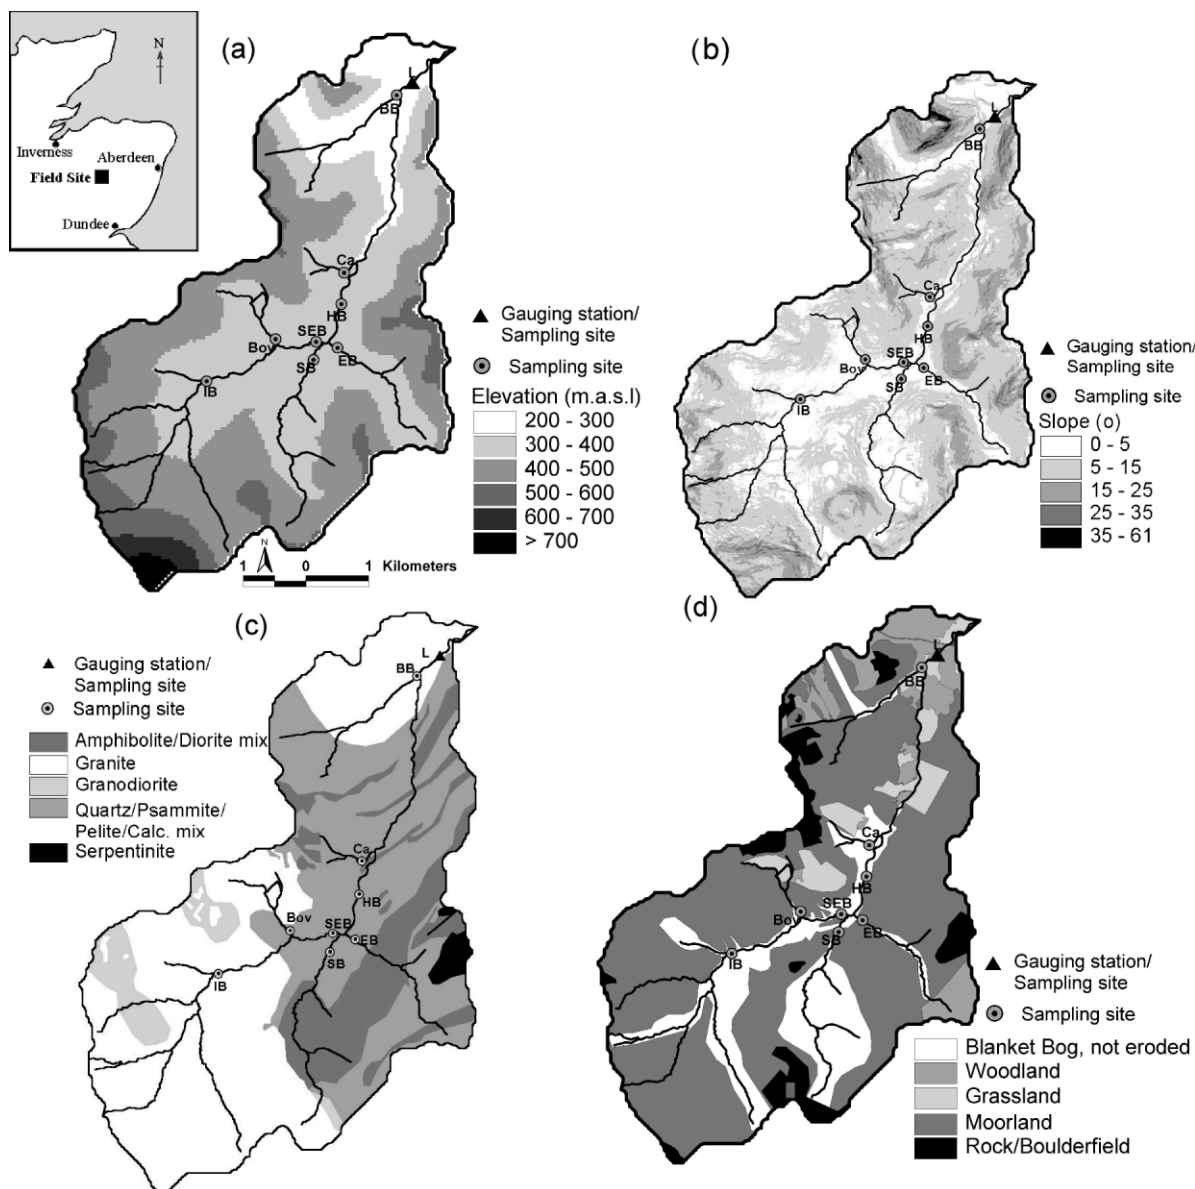 (a)
N
Inverness
Aberdeen
Field Site
Dundee
L
BB
Ca
HB
SEB
Bov
EB
SB
IB
Gauging station/
Sampling site
Sampling site
Elevation (m.a.s.l)
200 - 300
300 - 400
400 - 500
500 - 600
600 - 700
> 700
N
1 0 1 Kilometers
(b)
L
BB
Ca
HB
SEB
Bov
EB
SB
IB
Gauging station/
Sampling site
Sampling site
Slope (o)
0 - 5
5 - 15
15 - 25
25 - 35
35 - 61
(c)
Gauging station/
Sampling site
Sampling site
Amphibolite/Diorite mix
Granite
Granodiorite
Quartz/Psammite/
Pelite/Calc. mix
Serpentinite
L
BB
Ca
HB
Bov
SEB
EB
SB
IB
(d)
L
BB
Ca
HB
SEB
Bov
EB
SB
IB
Gauging station/
Sampling site
Sampling site
Blanket Bog, not eroded
Woodland
Grassland
Moorland
Rock/Boulderfield